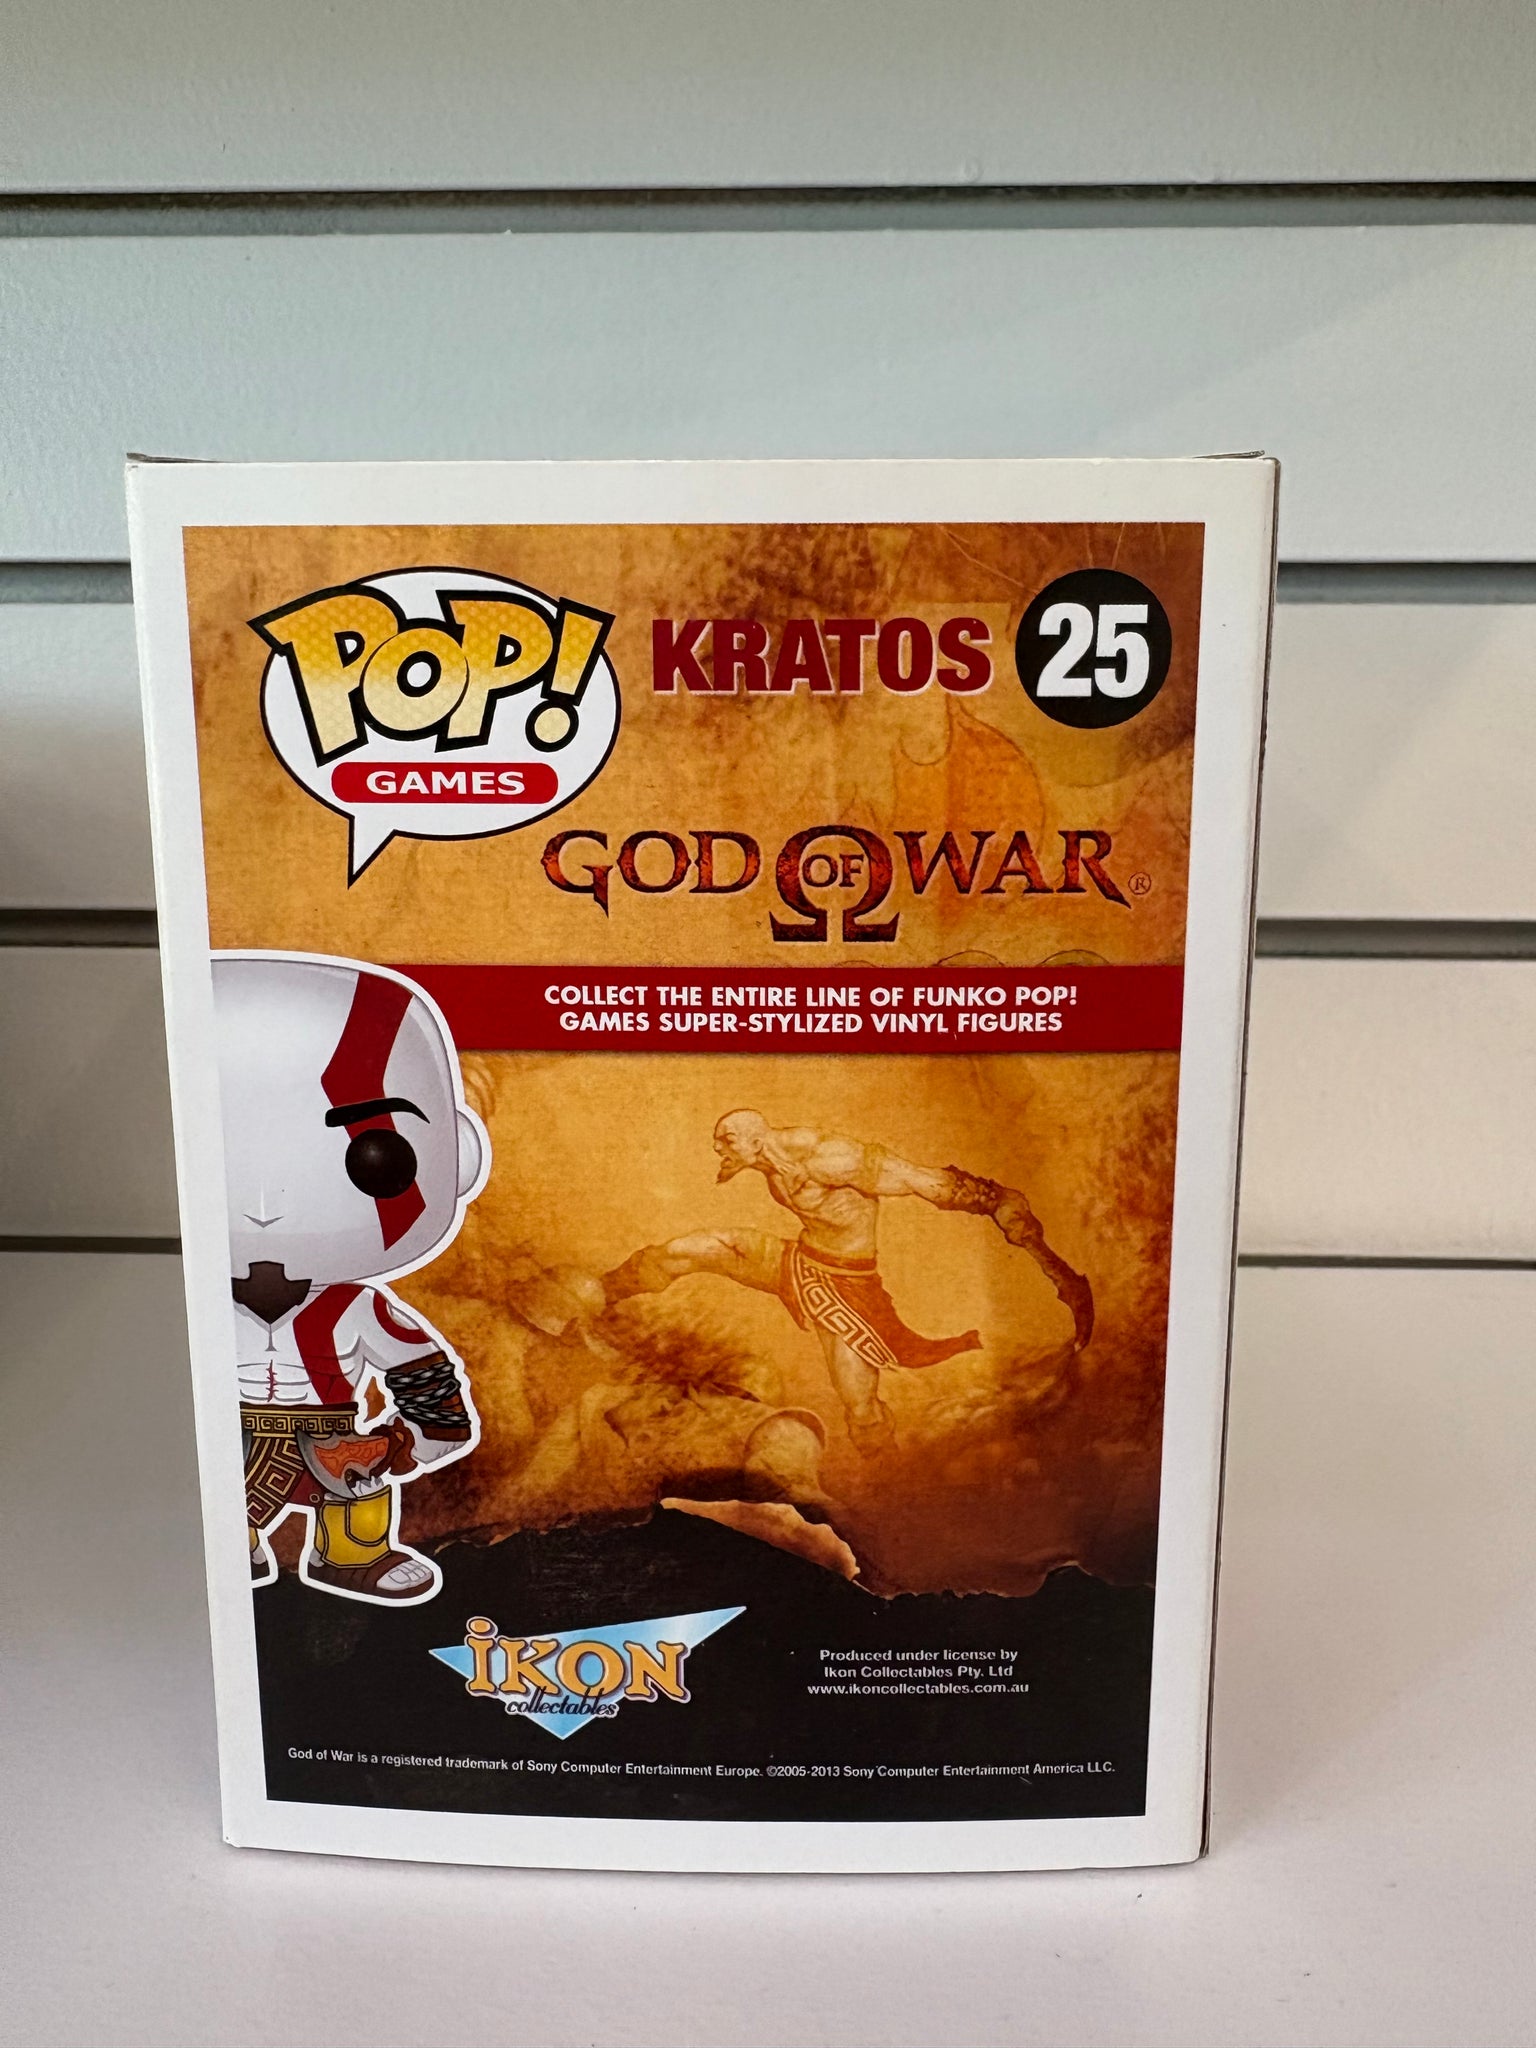 POP!
GAMES
KRATOS 25
GOD OF WAR ®
COLLECT THE ENTIRE LINE OF FUNKO POP!
GAMES SUPER-STYLIZED VINYL FIGURES
iKON
collectables
Produced under license by
Ikon Collectables Pty. Ltd
www.ikoncollectables.com.au
God of War is a registered trademark of Sony Computer Entertainment Europe. ©2005-2013 Sony Computer Entertainment America LLC.